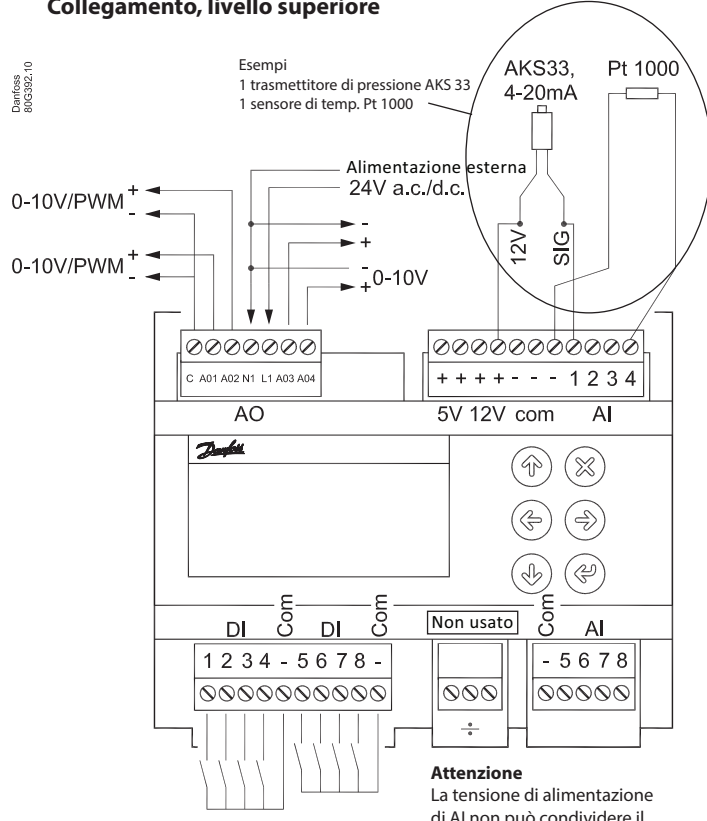 Collegamento, livello superiore
Danfoss
80G392.10
Esempi
1 trasmettitore di pressione AKS 33
1 sensore di temp. Pt 1000
AKS33,
4-20mA
Pt 1000
Alimentazione esterna
24V a.c./d.c.
0-10V/PWM
+
-
0-10V/PWM
+
-
-
+
-
+
0-10V
12V
SIG
C A01 A02 N1 L1 A03 A04
+ + + + - - - 1 2 3 4
AO
5V 12V com AI
Danfoss
DI Com DI Com
Non usato
Com AI
1 2 3 4 - 5 6 7 8 -
- 5 6 7 8
÷
Attenzione
La tensione di alimentazione
di AI non può condividere il